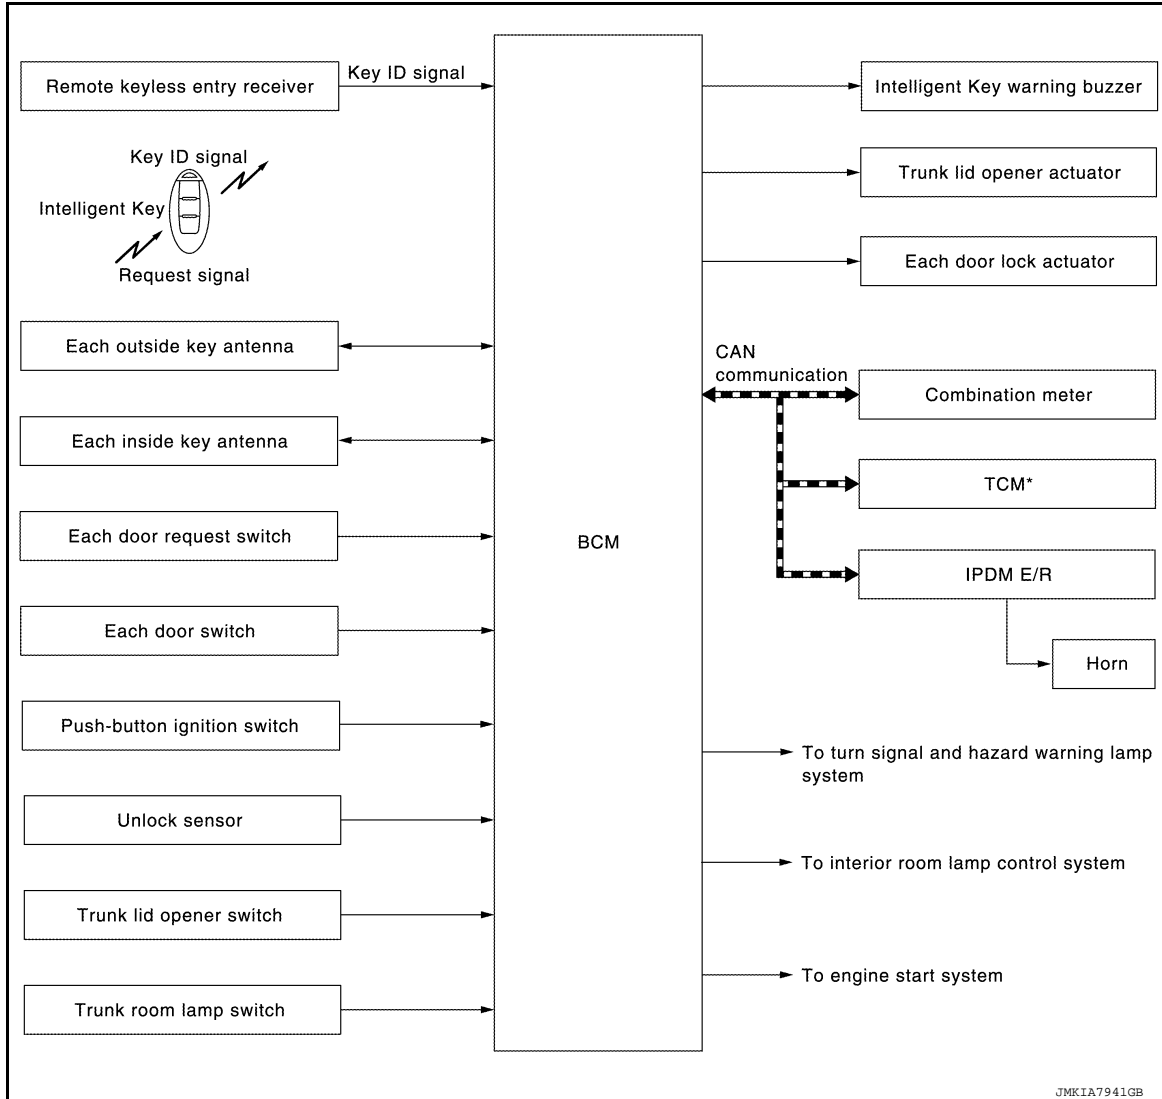 Remote keyless entry receiver
Key ID signal
Key ID signal
Intelligent Key
Request signal
Each outside key antenna
Each inside key antenna
Each door request switch
Each door switch
Push-button ignition switch
Unlock sensor
Trunk lid opener switch
Trunk room lamp switch
BCM
Intelligent Key warning buzzer
Trunk lid opener actuator
Each door lock actuator
CAN
communication
Combination meter
TCM*
IPDM E/R
Horn
To turn signal and hazard warning lamp
system
To interior room lamp control system
To engine start system
JMKIA7941GB